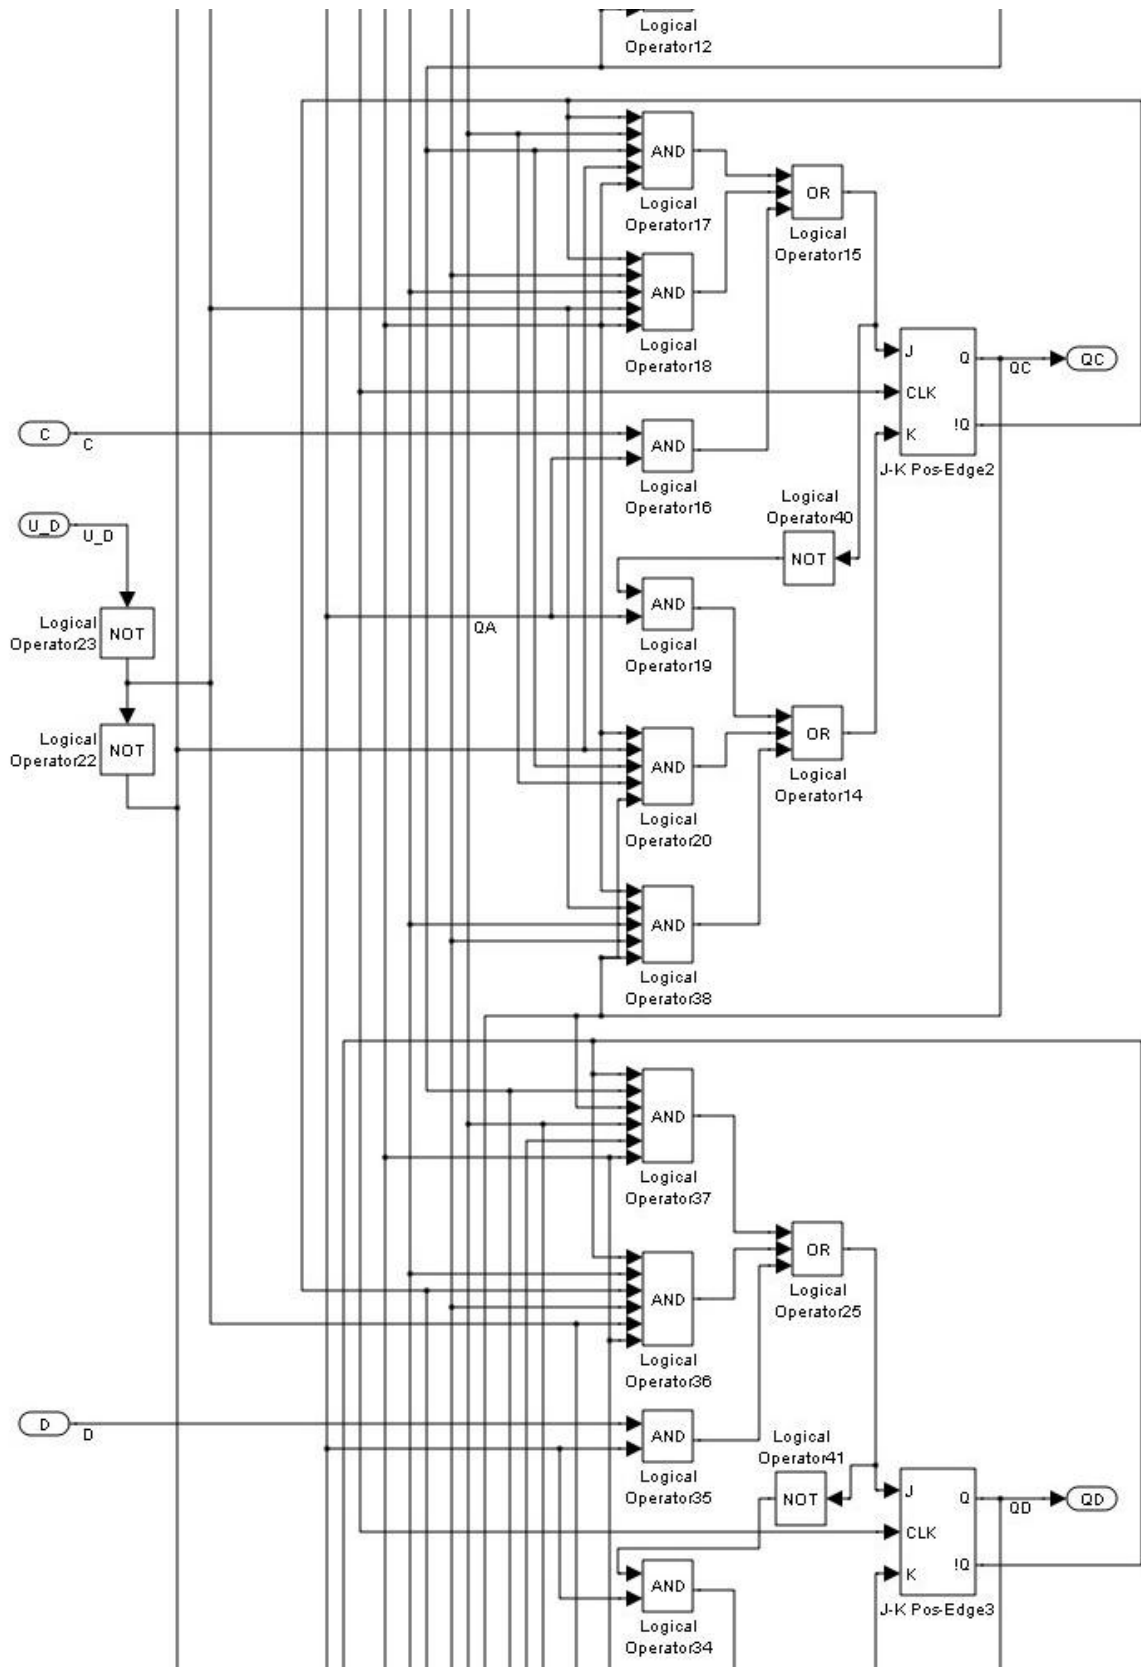 Logical
Operator12
AND
Logical
Operator17
OR
Logical
Operator15
AND
Logical
Operator18
J
Q
QC
QC
CLK
!Q
K
J-K Pos-Edge2
C
C
AND
Logical
Operator16
Logical
Operator40
NOT
U_D
U_D
Logical
Operator23
NOT
QA
AND
Logical
Operator19
Logical
Operator22
NOT
OR
Logical
Operator14
AND
Logical
Operator20
AND
Logical
Operator38
AND
Logical
Operator37
OR
Logical
Operator25
AND
Logical
Operator36
D
D
AND
Logical
Operator35
Logical
Operator41
NOT
J
Q
QD
QD
CLK
!Q
K
J-K Pos-Edge3
AND
Logical
Operator34